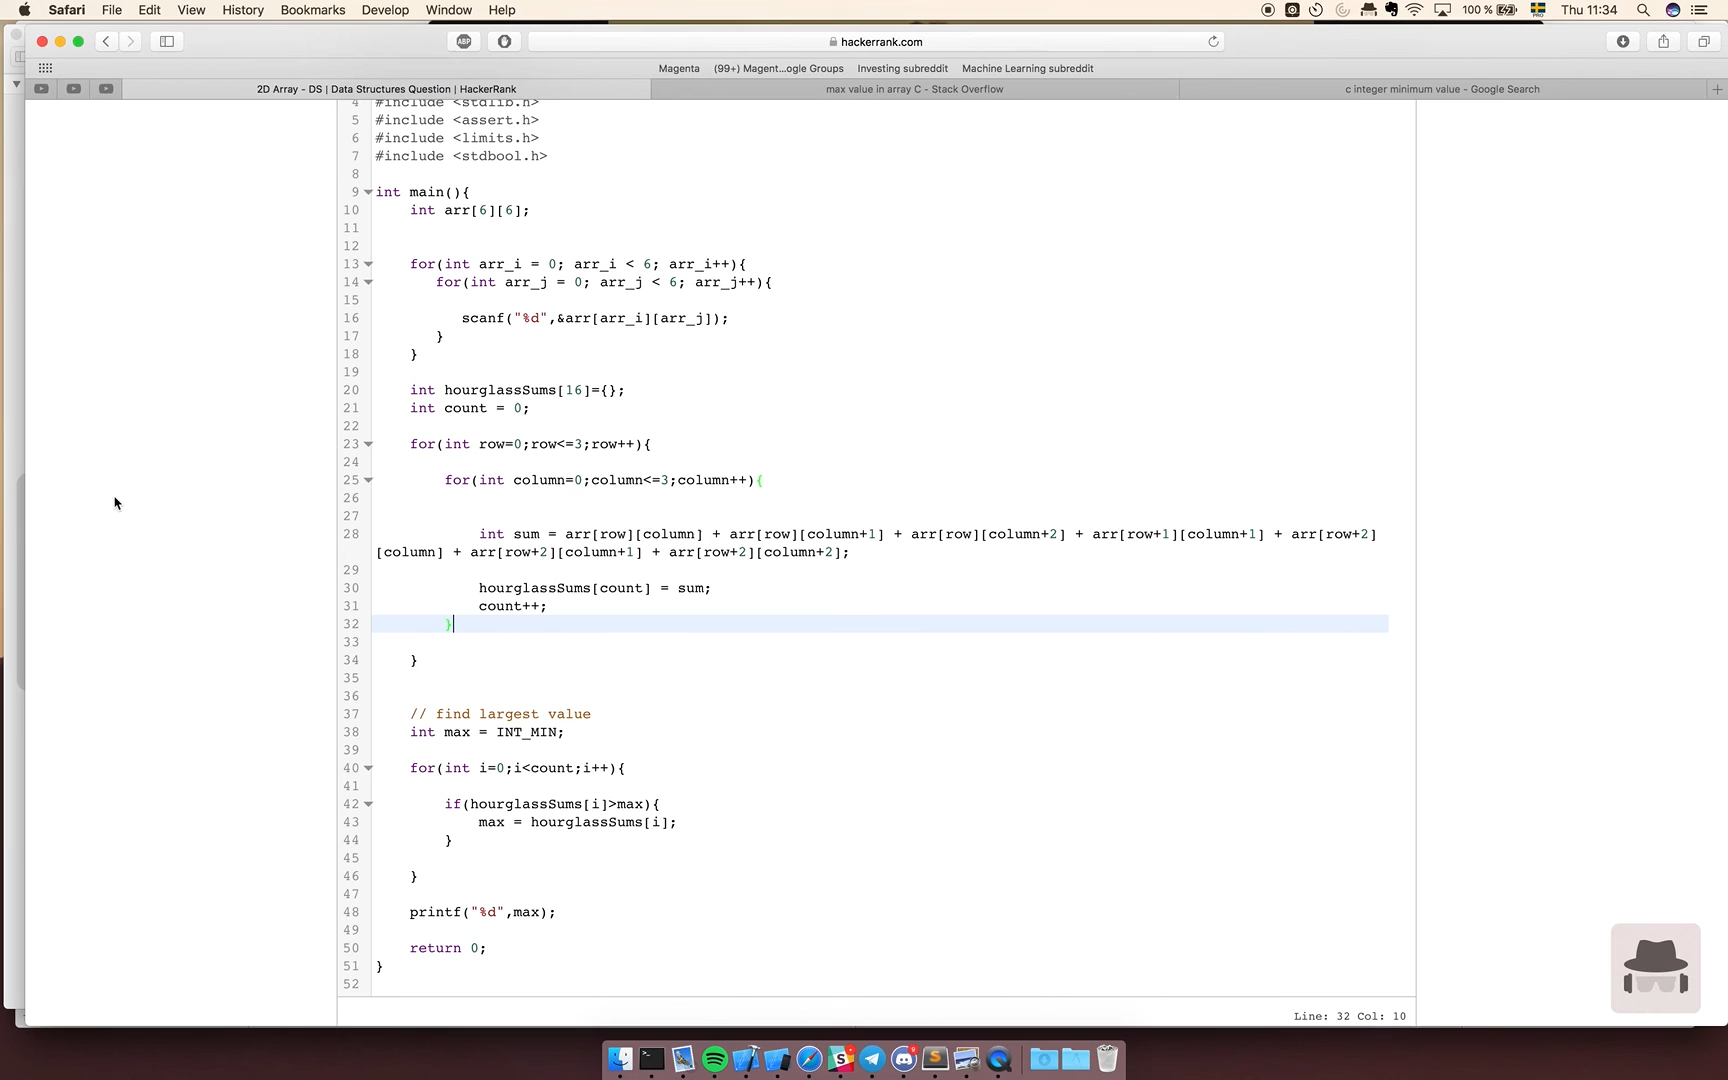 Safari File Edit View History Bookmarks Develop Window Help 100 % PRO Thu 11:34
ABP hackerrank.com
Magenta (99+) Magent...ogle Groups Investing subreddit Machine Learning subreddit
2D Array - DS | Data Structures Question | HackerRank max value in array C - Stack Overflow c integer minimum value - Google Search
4 #include <stdlib.h>
5 #include <assert.h>
6 #include <limits.h>
7 #include <stdbool.h>
8
9 int main(){
10 int arr[6][6];
11
12
13 for(int arr_i = 0; arr_i < 6; arr_i++){
14 for(int arr_j = 0; arr_j < 6; arr_j++){
15
16 scanf("%d",&arr[arr_i][arr_j]);
17 }
18 }
19
20 int hourglassSums[16]={};
21 int count = 0;
22
23 for(int row=0;row<=3;row++){
24
25 for(int column=0;column<=3;column++){
26
27
28 int sum = arr[row][column] + arr[row][column+1] + arr[row][column+2] + arr[row+1][column+1] + arr[row+2]
[column] + arr[row+2][column+1] + arr[row+2][column+2];
29
30 hourglassSums[count] = sum;
31 count++;
32 }
33
34 }
35
36
37 // find largest value
38 int max = INT_MIN;
39
40 for(int i=0;i<count;i++){
41
42 if(hourglassSums[i]>max){
43 max = hourglassSums[i];
44 }
45
46 }
47
48 printf("%d",max);
49
50 return 0;
51 }
52
Line: 32 Col: 10